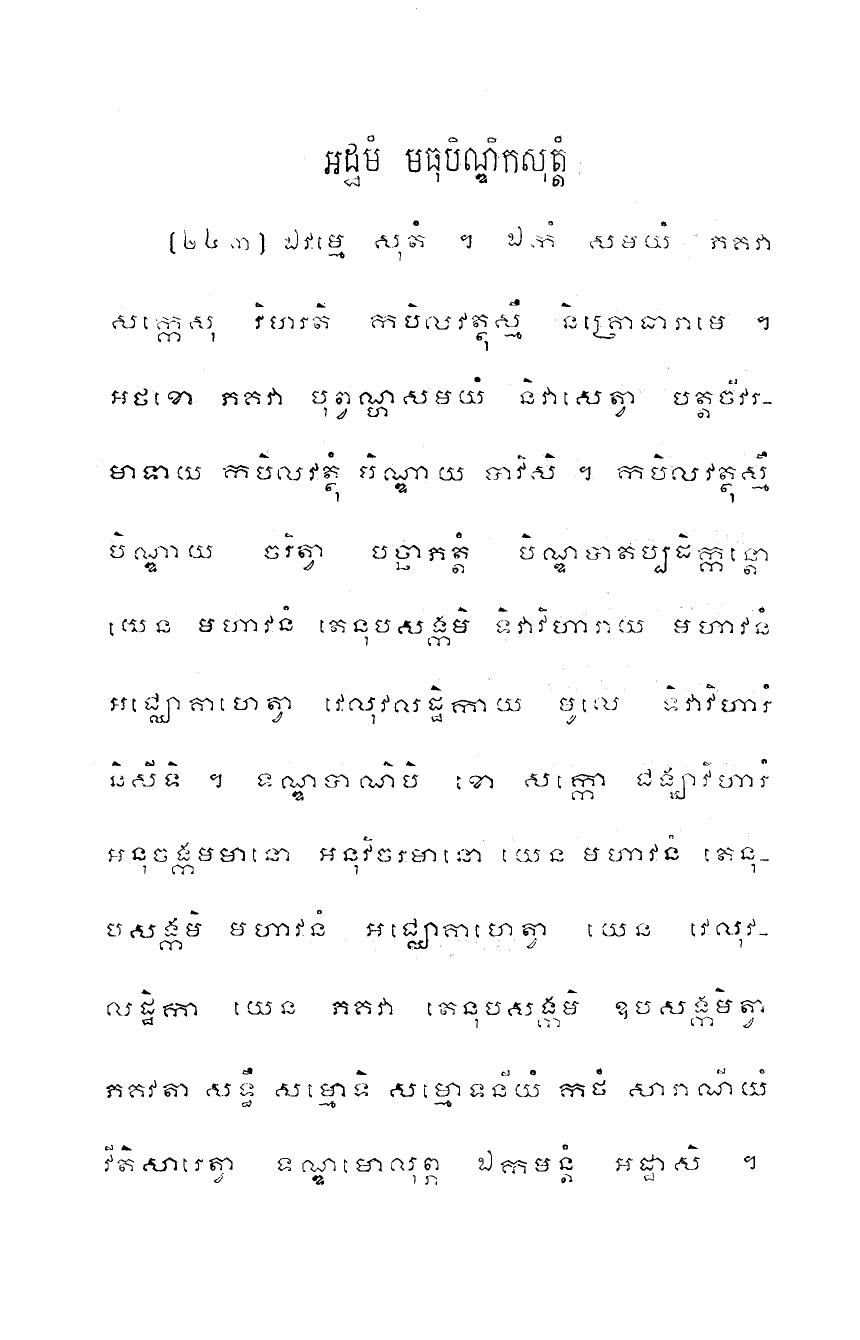 អដ្ឋមំ មធុបិណ្ឌិកសុត្តំ
(២៤៣) ឯវម្មេ សុតំ ។ ឯកំ សមយំ ភគវា
សក្កេសុ វិហរតិ កបិលវត្ថុស្មឹ និគ្រោធារាមេ ។
អថខោ ភគវា បុព្វណ្ហសមយំ និវាសេត្វា បត្តចីវរ-
មាទាយ កបិលវត្ថុំ បិណ្ឌាយ បាវិសិ ។ កបិលវត្ថុស្មឹ
បិណ្ឌាយ ចរិត្វា បច្ឆាភត្តំ បិណ្ឌបាតប្បដិក្កន្តោ
យេន មហាវនំ តេនុបសង្កមិ ទិវាវិហារាយ មហាវនំ
អជ្ឈោគាហេត្វា វេលុវលដ្ឋិកាយ មូលេ ទិវាវិហារំ
និសីទិ ។ ទណ្ឌបាណិបិ ខោ សក្កោ ជង្ឃាវិហារំ
អនុចង្កមមានោ អនុវិចរមានោ យេន មហាវនំ តេនុ-
បសង្កមិ មហាវនំ អជ្ឈោគាហេត្វា យេន វេលុវ-
លដ្ឋិកា យេន ភគវា តេនុបសង្កមិ ឧបសង្កមិត្វា
ភគវតា សទ្ធឹ សម្មោទិ សម្មោទនីយំ កថំ សារាណីយំ
វីតិសារេត្វា ទណ្ឌមោលុព្ភ ឯកមន្តំ អដ្ឋាសិ ។